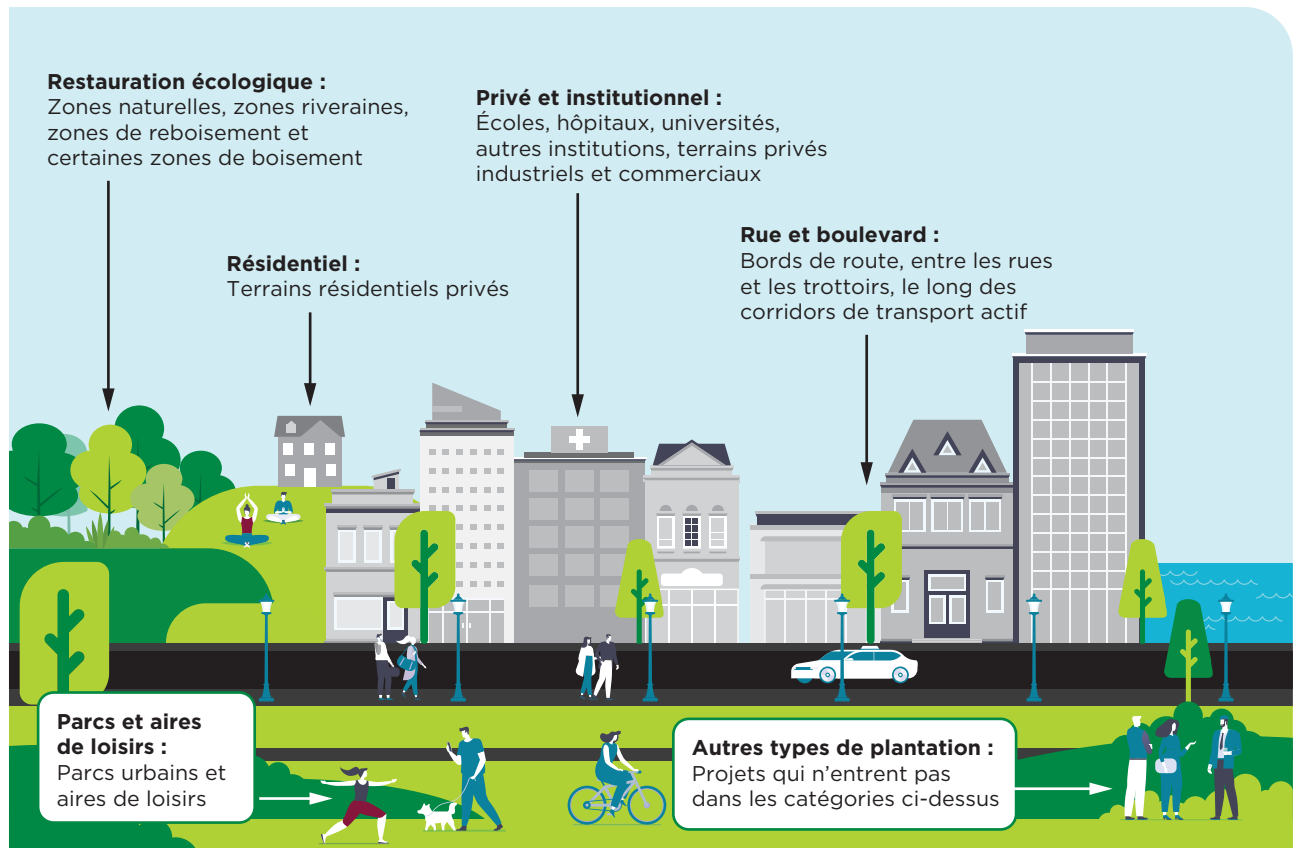 Restauration écologique :
Zones naturelles, zones riveraines,
zones de reboisement et
certaines zones de boisement
Privé et institutionnel :
Écoles, hôpitaux, universités,
autres institutions, terrains privés
industriels et commerciaux
Résidentiel :
Terrains résidentiels privés
Rue et boulevard :
Bords de route, entre les rues
et les trottoirs, le long des
corridors de transport actif
Parcs et aires
de loisirs :
Parcs urbains et
aires de loisirs
Autres types de plantation :
Projets qui n’entrent pas
dans les catégories ci-dessus